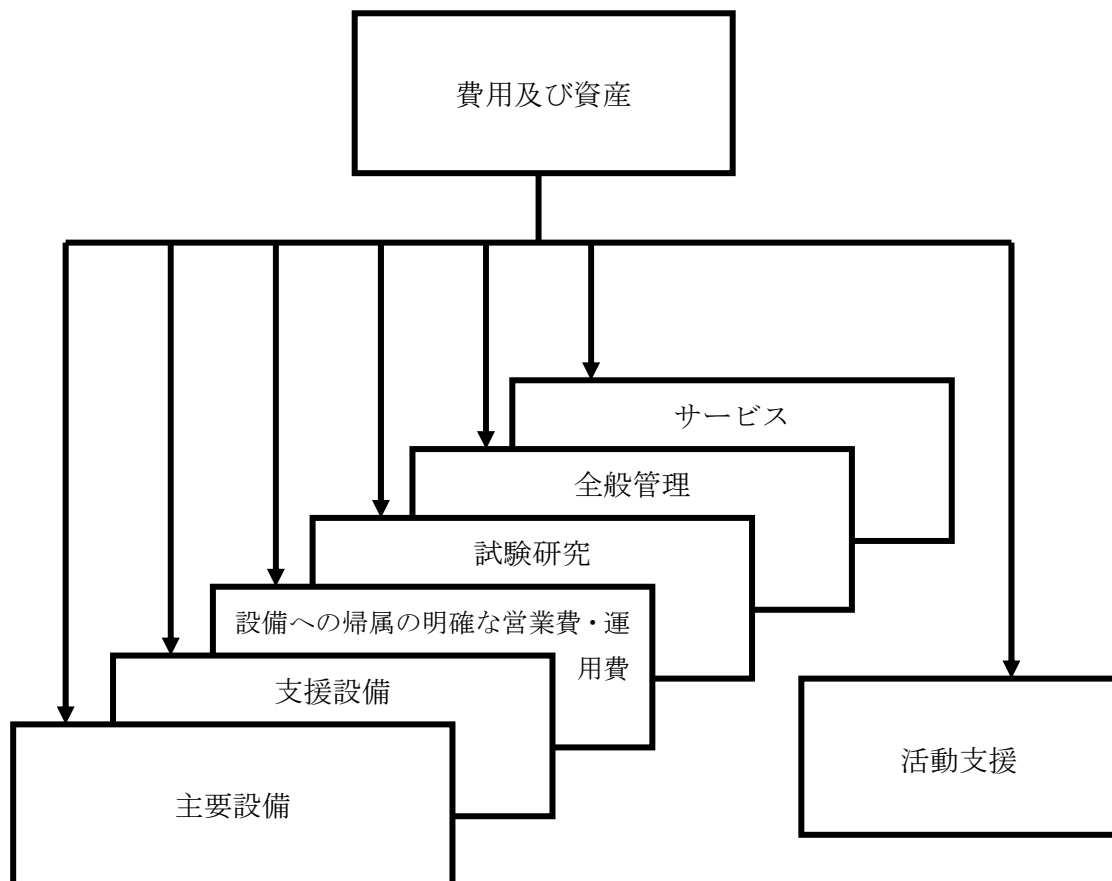 費用及び資産
サービス
全般管理
試験研究
設備への帰属の明確な営業費・運
用費
支援設備
主要設備
活動支援